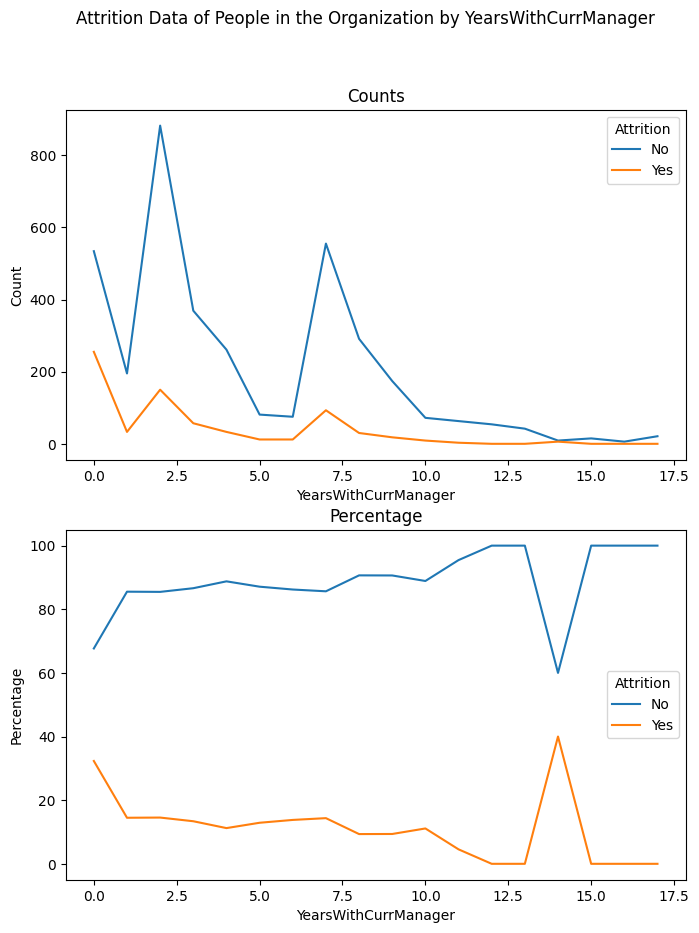 Attrition Data of People in the Organization by YearsWithCurrManager
Counts
Attrition
No
Yes
800
600
400
200
0
Count
0.0 2.5 5.0 7.5 10.0 12.5 15.0 17.5
YearsWithCurrManager
Percentage
100
80
60
40
20
0
Percentage
Attrition
No
Yes
0.0 2.5 5.0 7.5 10.0 12.5 15.0 17.5
YearsWithCurrManager